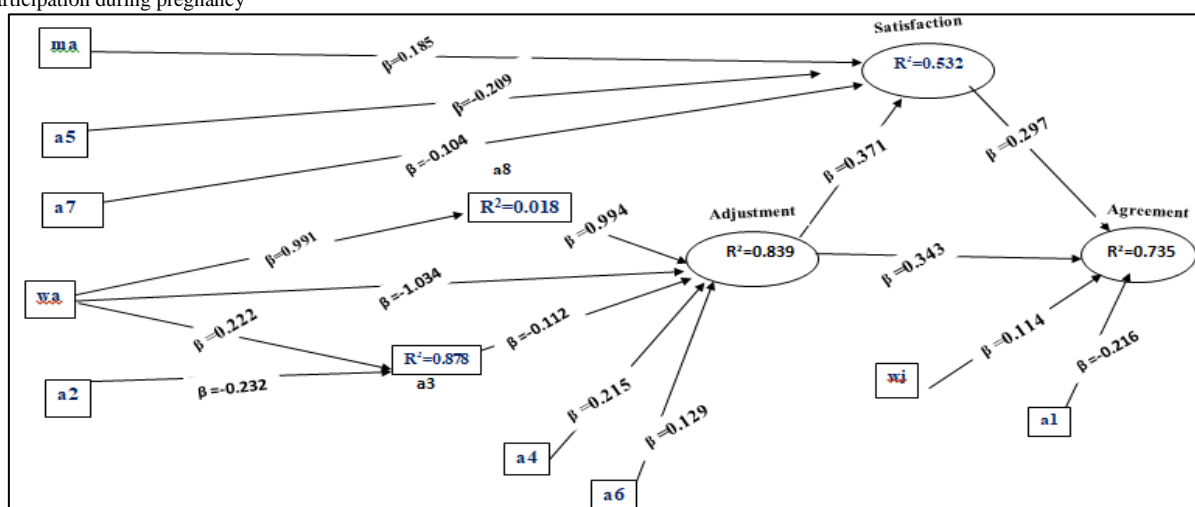 articipation during pregnancy
Satisfaction
ma
β=0.185
R²=0.532
β=-0.209
a5
β=-0.104
β=0.371
β=0.297
a8
a7
R²=0.018
Adjustment
Agreement
β=0.991
β=0.994
R²=0.839
β=0.343
R²=0.735
wa
β=-1.034
β=0.222
β=-0.112
β=0.114
β=-0.216
R²=0.878
a3
a2
β=-0.232
wj
β=0.215
β=0.129
a1
a4
a6